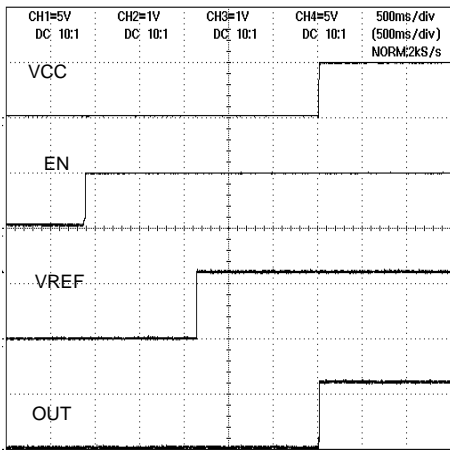 CH1=5V CH2=1V CH3=1V CH4=5V 500ms/div
DC 10:1 DC 10:1 DC 10:1 DC 10:1 (500ms/div)
NORM:2kS/s
VCC
EN
VREF
OUT